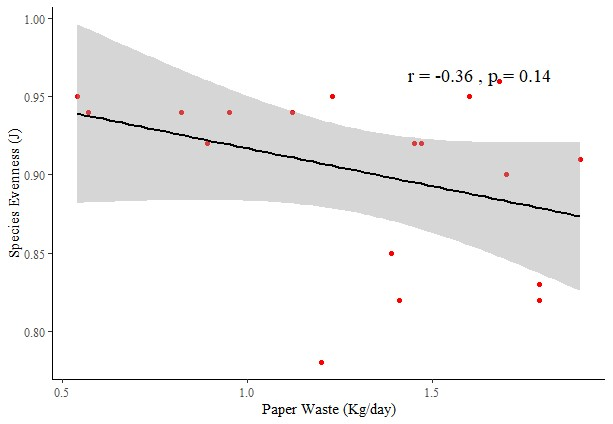 1.00
r = -0.36 , p = 0.14
0.95
0.90
0.85
0.80
Species Evenness (J)
0.5 1.0 1.5
Paper Waste (Kg/day)